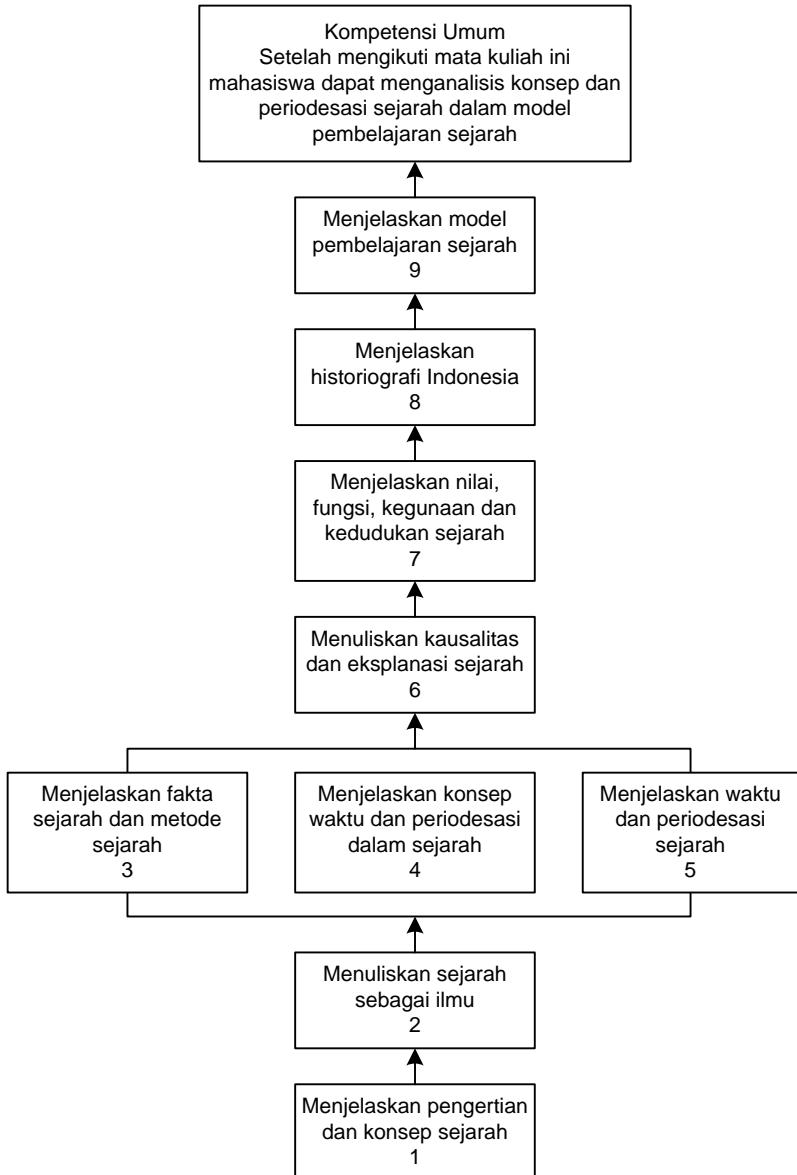 Kompetensi Umum
Setelah mengikuti mata kuliah ini
mahasiswa dapat menganalisis konsep dan
periodesasi sejarah dalam model
pembelajaran sejarah
Menjelaskan model
pembelajaran sejarah
9
Menjelaskan
historiografi Indonesia
8
Menjelaskan nilai,
fungsi, kegunaan dan
kedudukan sejarah
7
Menuliskan kausalitas
dan eksplanasi sejarah
6
Menjelaskan fakta
sejarah dan metode
sejarah
3
Menjelaskan konsep
waktu dan periodesasi
dalam sejarah
4
Menjelaskan waktu
dan periodesasi
sejarah
5
Menuliskan sejarah
sebagai ilmu
2
Menjelaskan pengertian
dan konsep sejarah
1